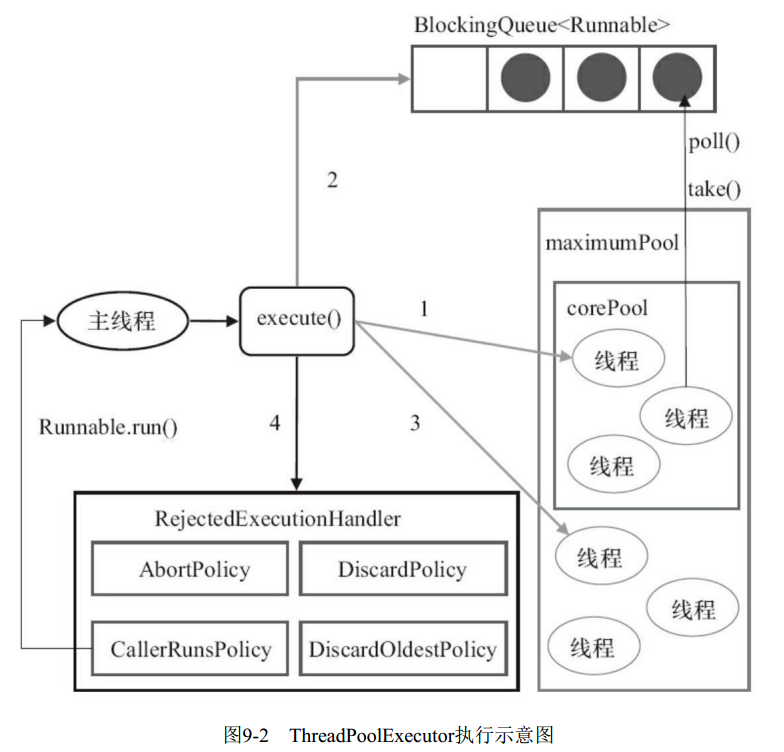 BlockingQueue<Runnable>
poll()
2
take()
maximumPool
corePool
主线程
execute()
1
线程
线程
Runnable.run()
4
3
线程
RejectedExecutionHandler
线程
AbortPolicy
DiscardPolicy
线程
CallerRunsPolicy
DiscardOldestPolicy
线程
图9-2 ThreadPoolExecutor执行示意图